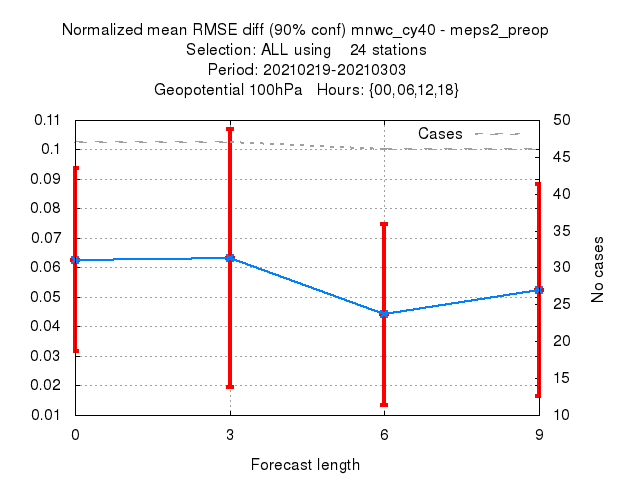 Normalized mean RMSE diff (90% conf) mnwc_cy40 - meps2_preop
Selection: ALL using 24 stations
Period: 20210219-20210303
Geopotential 100hPa Hours: {00,06,12,18}
Cases
0.11
0.1
0.09
0.08
0.07
0.06
0.05
0.04
0.03
0.02
0.01
50
45
40
35
30
25
20
15
10
No cases
0 3 6 9
Forecast length